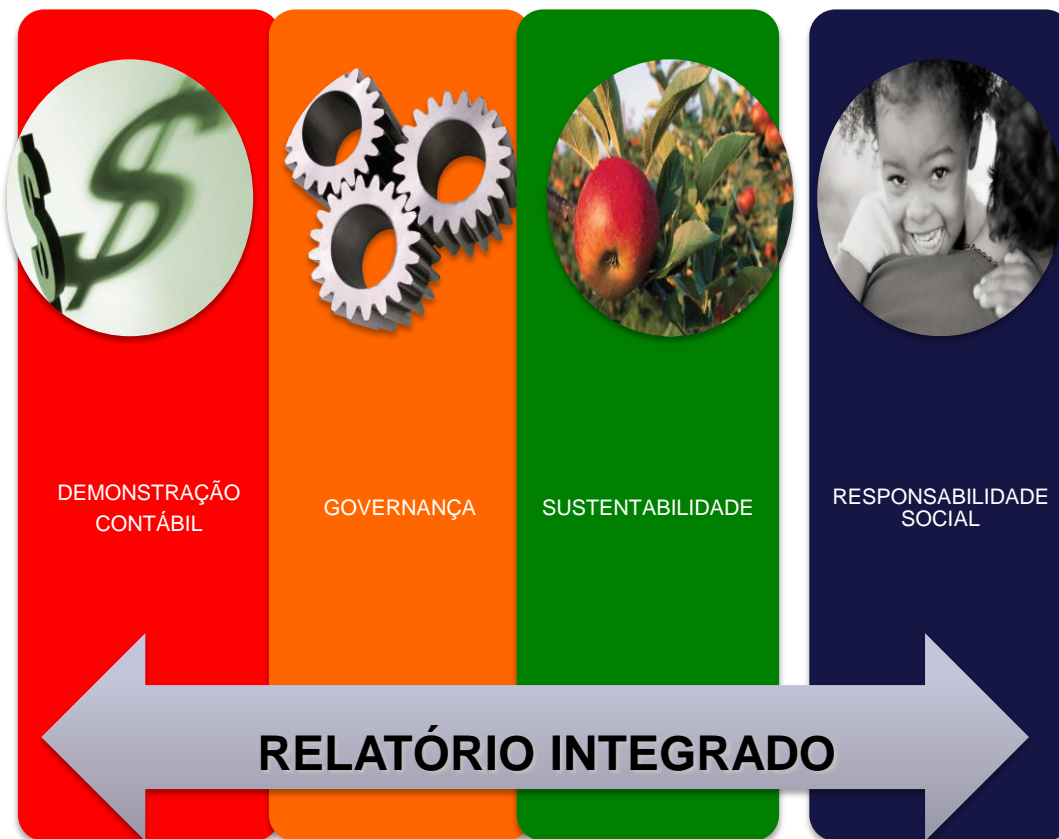 DEMONSTRAÇÃO
CONTÁBIL
GOVERNANÇA
SUSTENTABILIDADE
RESPONSABILIDADE
SOCIAL
RELATÓRIO INTEGRADO